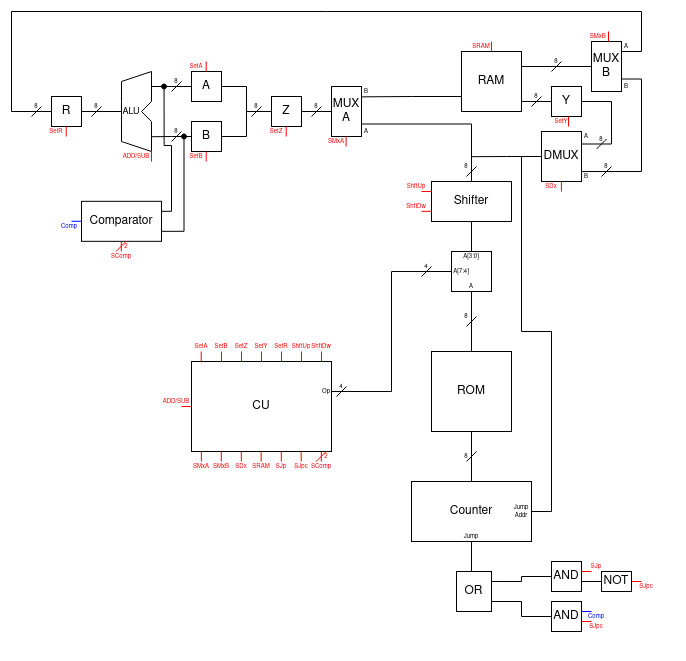 SMxB
A
SRAM
8
MUX
B
B
SetA
8
A
RAM
8
Y
SetY
8
R
SetR
8
ALU
ADD/SUB
8
B
SetB
8
Z
SetZ
8
MUX
A
B
A
SMxA
A
8
DMUX
B
8
SDx
8
ShftUp
ShftDw
Shifter
Comparator
Comp
2
SComp
A[3:0]
A[7:4]
A
4
8
SetA SetB SetZ SetY SetR ShftUp ShftDw
ADD/SUB
CU
Op
4
ROM
SMxA SMxB SDx SRAM SJp SJpc SComp
2
8
Counter
Jump
Addr
Jump
OR
AND
SJp
NOT
SJpc
AND
Comp
SJpc